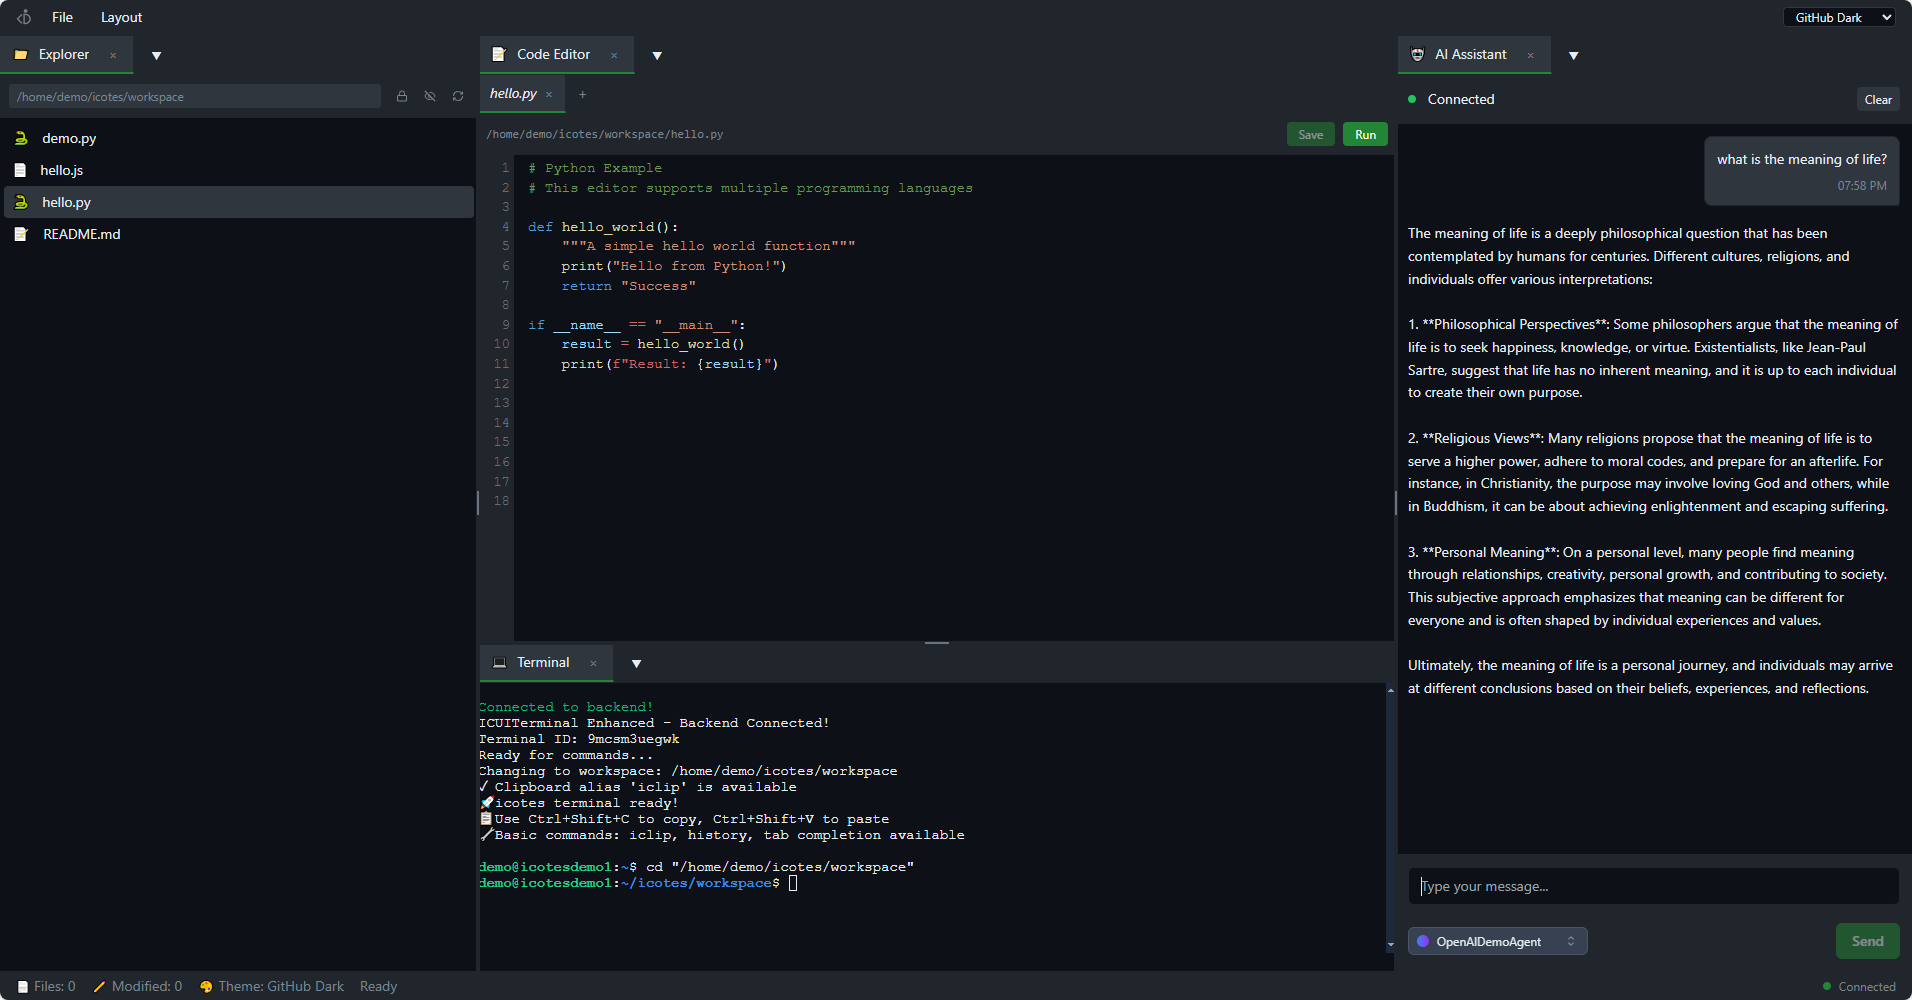 File Layout GitHub Dark
Explorer × ▼
/home/demo/icotes/workspace
demo.py
hello.js
hello.py
README.md
Code Editor × ▼
hello.py × +
/home/demo/icotes/workspace/hello.py Save Run
1 # Python Example
2 # This editor supports multiple programming languages
3
4 def hello_world():
5     """A simple hello world function"""
6     print("Hello from Python!")
7     return "Success"
8
9 if __name__ == "__main__":
10     result = hello_world()
11     print(f"Result: {result}")
12
13
14
15
16
17
18
Terminal × ▼
Connected to backend!
ICUITerminal Enhanced - Backend Connected!
Terminal ID: 9mcsm3uegwk
Ready for commands...
Changing to workspace: /home/demo/icotes/workspace
✓ Clipboard alias 'iclip' is available
🚀icotes terminal ready!
📋Use Ctrl+Shift+C to copy, Ctrl+Shift+V to paste
🔧Basic commands: iclip, history, tab completion available
demo@icotesdemo1:~$ cd "/home/demo/icotes/workspace"
demo@icotesdemo1:~/icotes/workspace$
AI Assistant × ▼
Connected Clear
what is the meaning of life?
07:58 PM
The meaning of life is a deeply philosophical question that has been
contemplated by humans for centuries. Different cultures, religions, and
individuals offer various interpretations:
1. **Philosophical Perspectives**: Some philosophers argue that the meaning of
life is to seek happiness, knowledge, or virtue. Existentialists, like Jean-Paul
Sartre, suggest that life has no inherent meaning, and it is up to each individual
to create their own purpose.
2. **Religious Views**: Many religions propose that the meaning of life is to
serve a higher power, adhere to moral codes, and prepare for an afterlife. For
instance, in Christianity, the purpose may involve loving God and others, while
in Buddhism, it can be about achieving enlightenment and escaping suffering.
3. **Personal Meaning**: On a personal level, many people find meaning
through relationships, creativity, personal growth, and contributing to society.
This subjective approach emphasizes that meaning can be different for
everyone and is often shaped by individual experiences and values.
Ultimately, the meaning of life is a personal journey, and individuals may arrive
at different conclusions based on their beliefs, experiences, and reflections.
Type your message...
OpenAIDemoAgent Send
Files: 0 Modified: 0 Theme: GitHub Dark Ready Connected